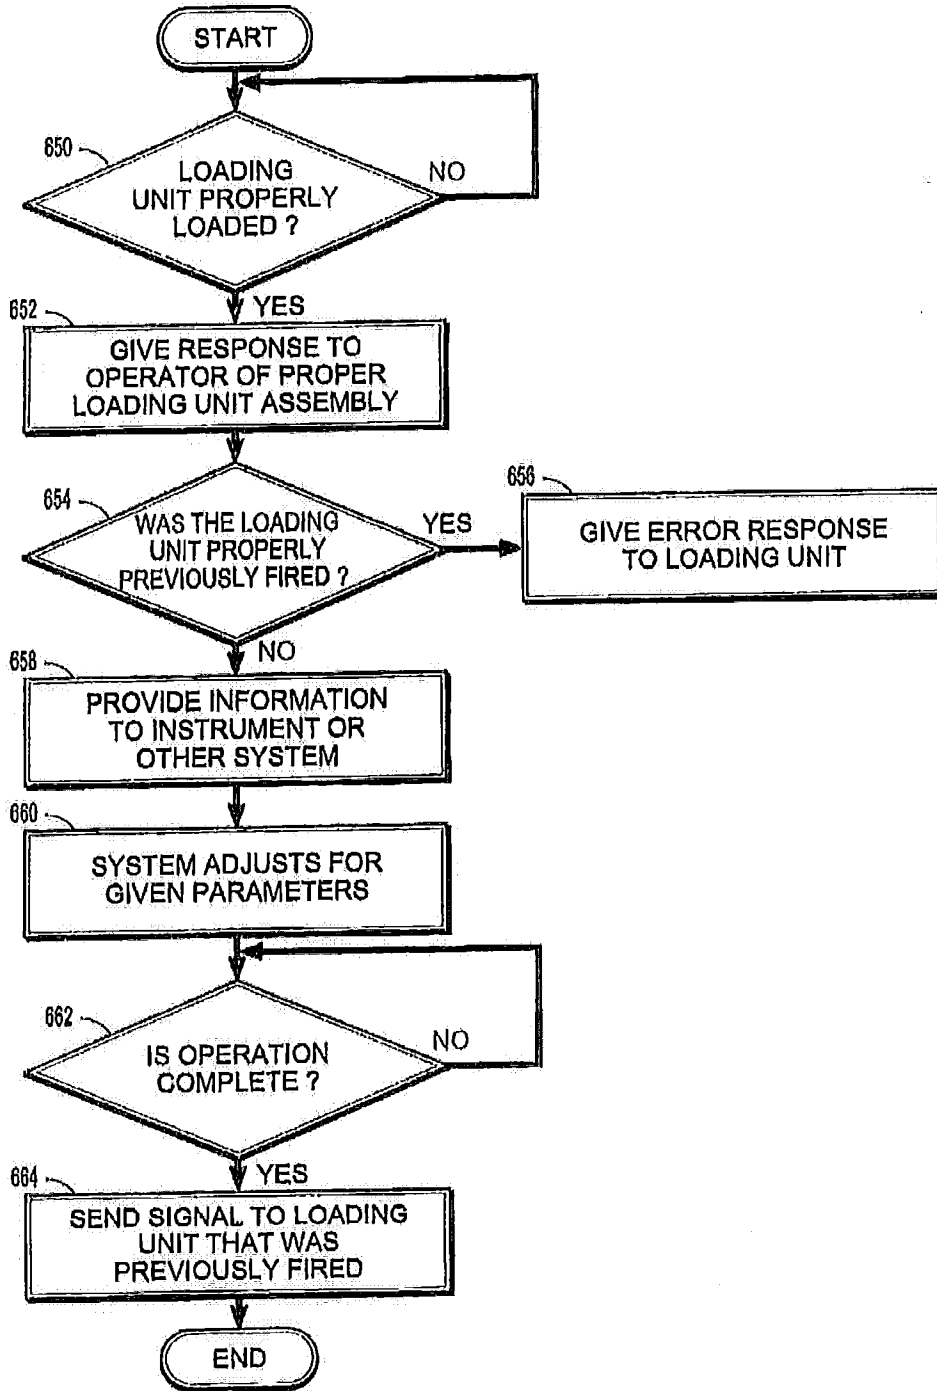 START
650
LOADING
UNIT PROPERLY
LOADED ?
NO
YES
652
GIVE RESPONSE TO
OPERATOR OF PROPER
LOADING UNIT ASSEMBLY
654
WAS THE LOADING
UNIT PROPERLY
PREVIOUSLY FIRED ?
YES
656
GIVE ERROR RESPONSE
TO LOADING UNIT
NO
658
PROVIDE INFORMATION
TO INSTRUMENT OR
OTHER SYSTEM
660
SYSTEM ADJUSTS FOR
GIVEN PARAMETERS
662
IS OPERATION
COMPLETE ?
NO
YES
664
SEND SIGNAL TO LOADING
UNIT THAT WAS
PREVIOUSLY FIRED
END